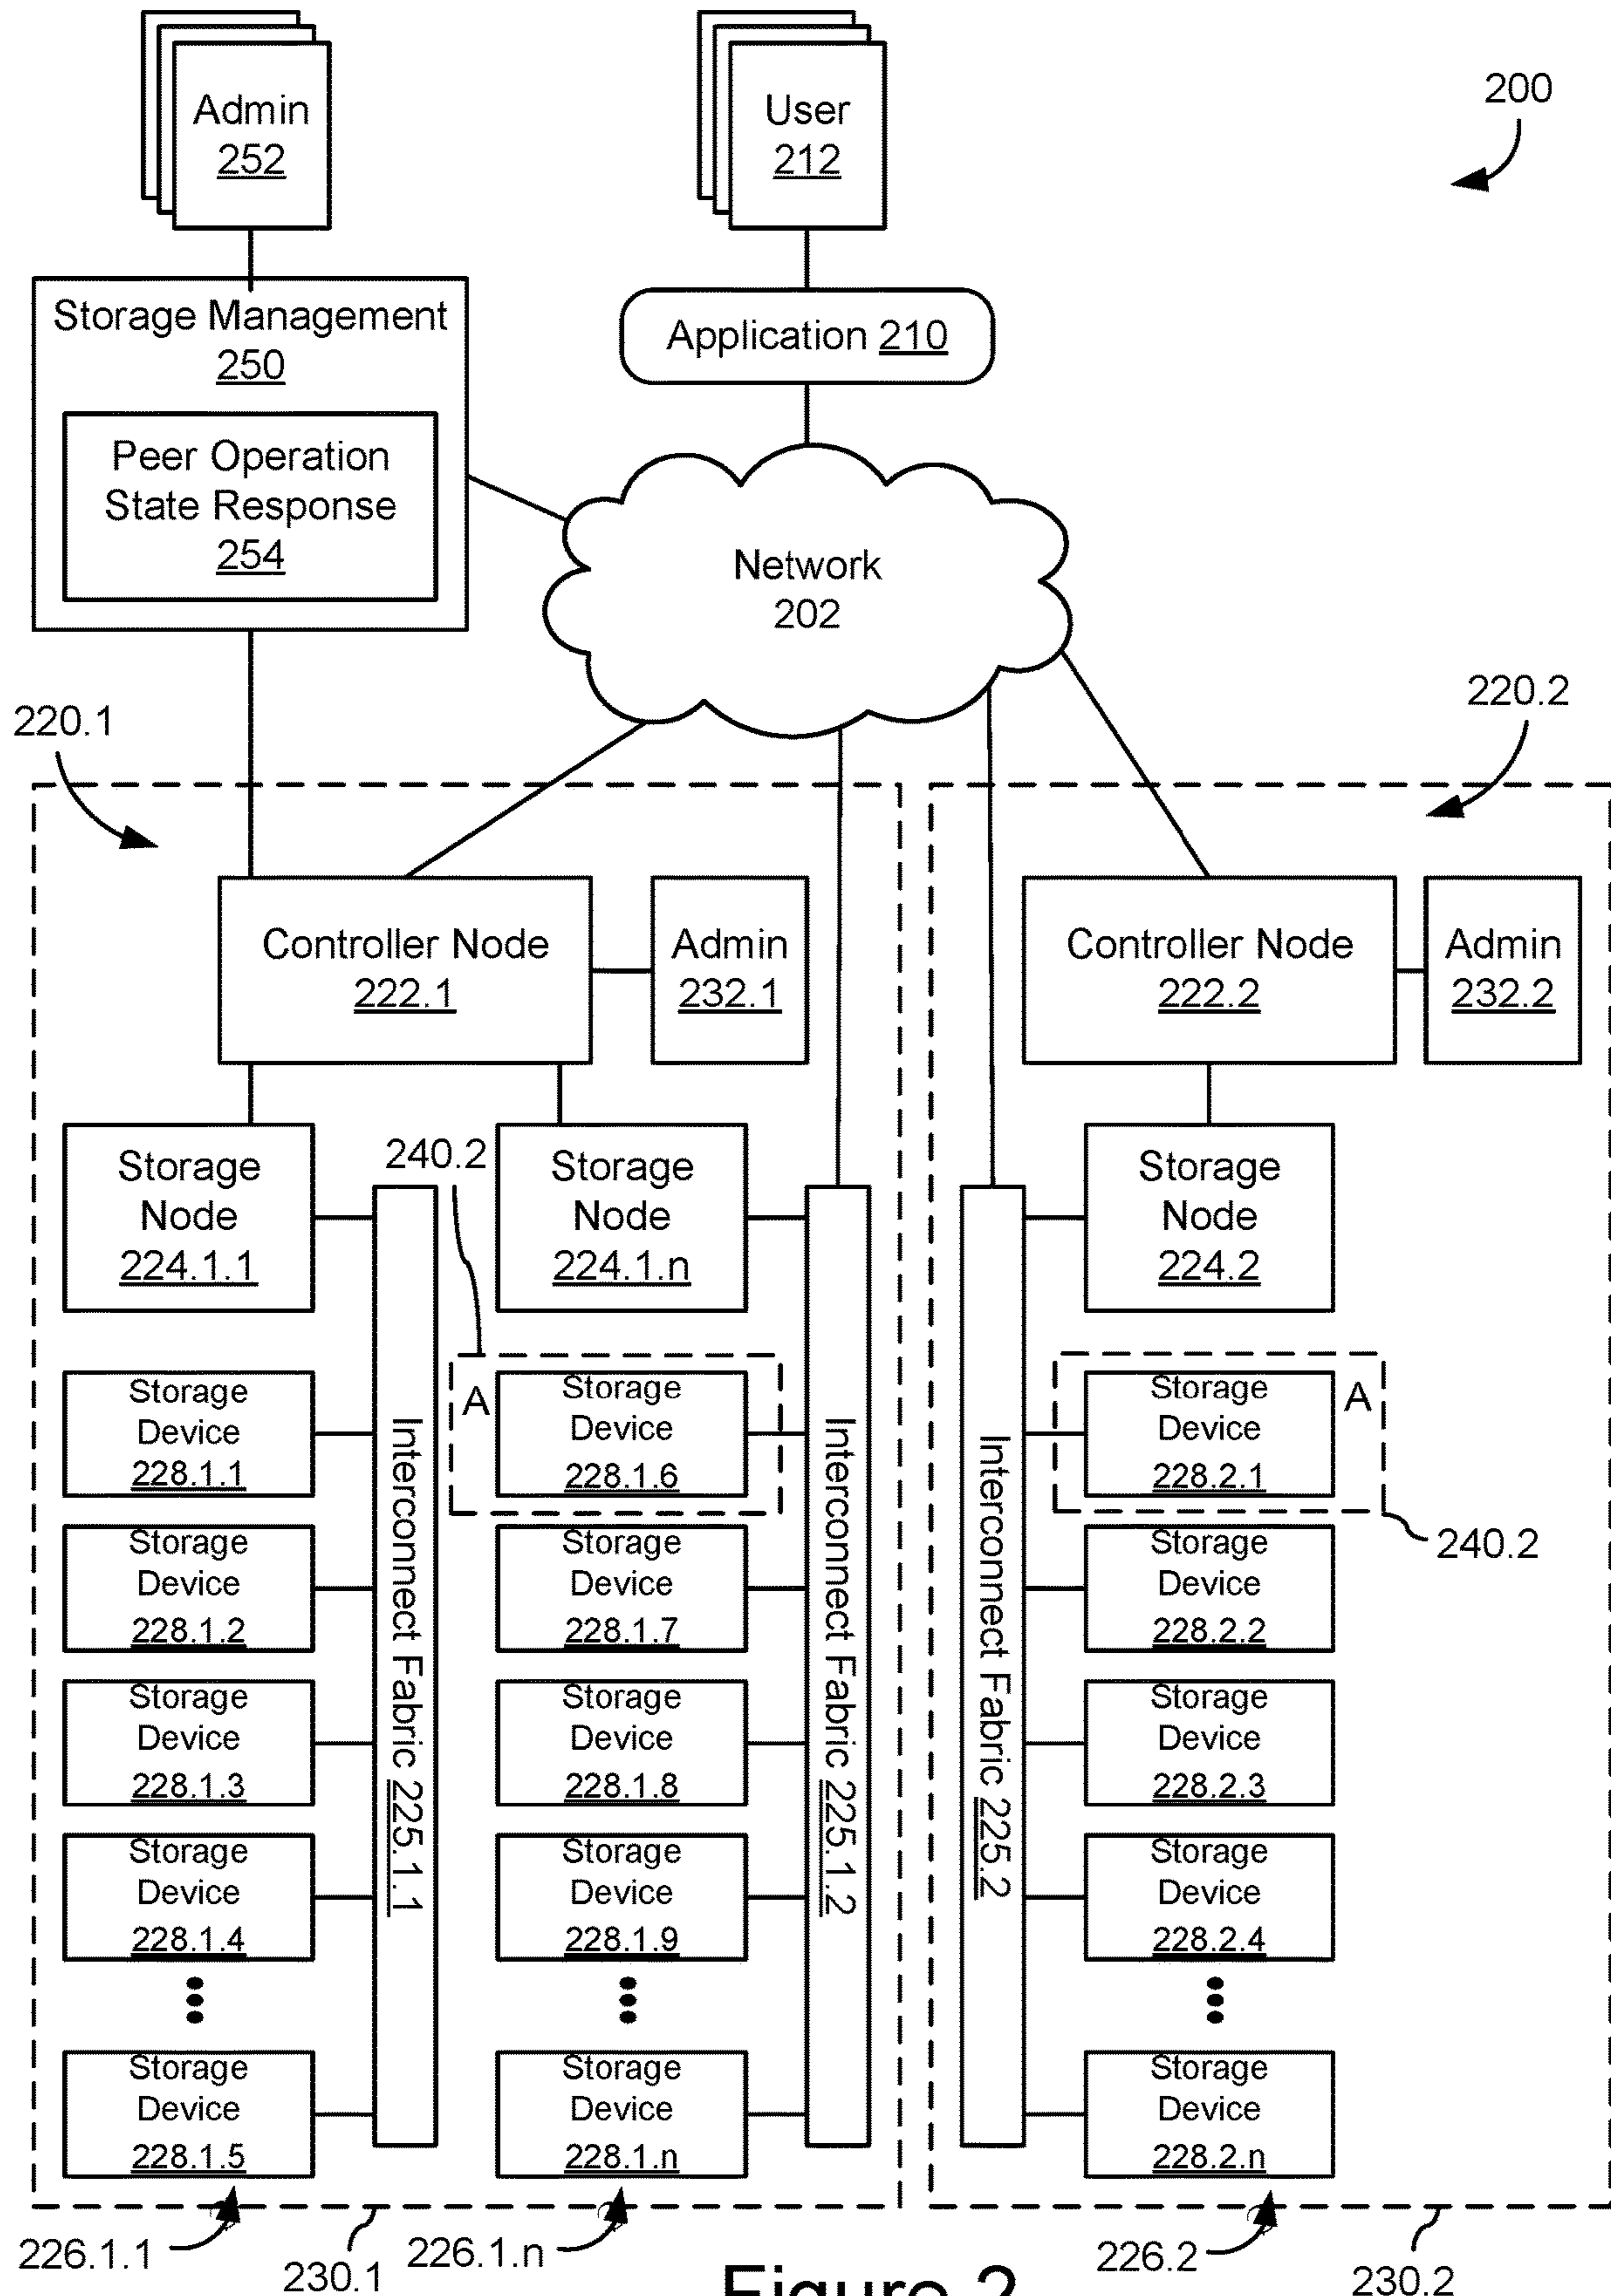 Admin
252
User
212
200
Storage Management
250
Application 210
Peer Operation
State Response
254
Network
202
220.1
220.2
Controller Node
222.1
Admin
232.1
Controller Node
222.2
Admin
232.2
240.2
Storage
Node
224.1.1
Storage
Node
224.1.n
Storage
Node
224.2
Interconnect Fabric 225.1.1
Interconnect Fabric 225.1.2
Interconnect Fabric 225.2
Storage
Device
228.1.1
A
Storage
Device
228.1.6
Storage
Device
228.2.1
A
240.2
Storage
Device
228.1.2
Storage
Device
228.1.7
Storage
Device
228.2.2
Storage
Device
228.1.3
Storage
Device
228.1.8
Storage
Device
228.2.3
Storage
Device
228.1.4
Storage
Device
228.1.9
Storage
Device
228.2.4
Storage
Device
228.1.5
Storage
Device
228.1.n
Storage
Device
228.2.n
226.1.1
230.1
226.1.n
226.2
230.2
Figure 2